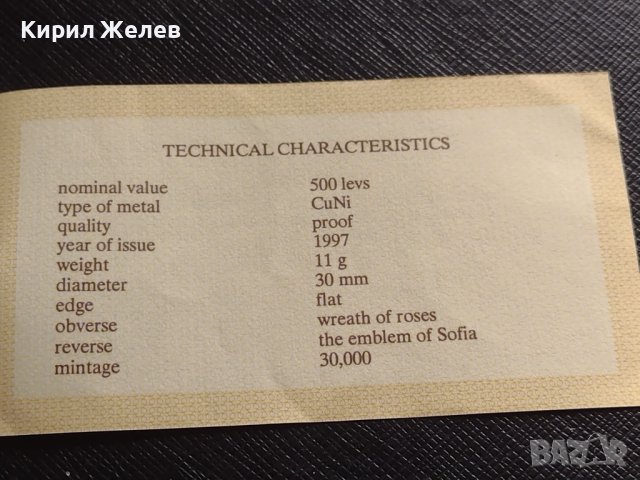 Кирил Желев
TECHNICAL CHARACTERISTICS
nominal value 500 levs
type of metal CuNi
quality proof
year of issue 1997
weight 11 g
diameter 30 mm
edge flat
obverse wreath of roses
reverse the emblem of Sofia
mintage 30,000
BAZAR